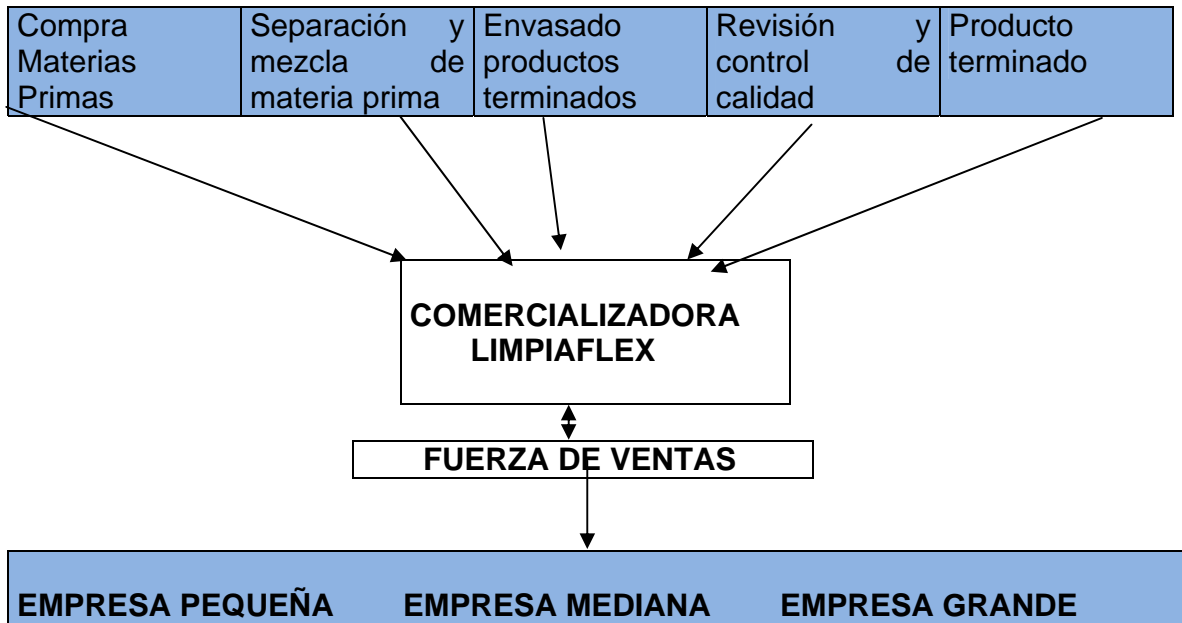 Compra
Materias
Primas
Separación y
mezcla de
materia prima
Envasado
productos
terminados
Revisión y
control de
calidad
Producto
terminado
COMERCIALIZADORA
LIMPIAFLEX
FUERZA DE VENTAS
EMPRESA PEQUEÑA EMPRESA MEDIANA EMPRESA GRANDE